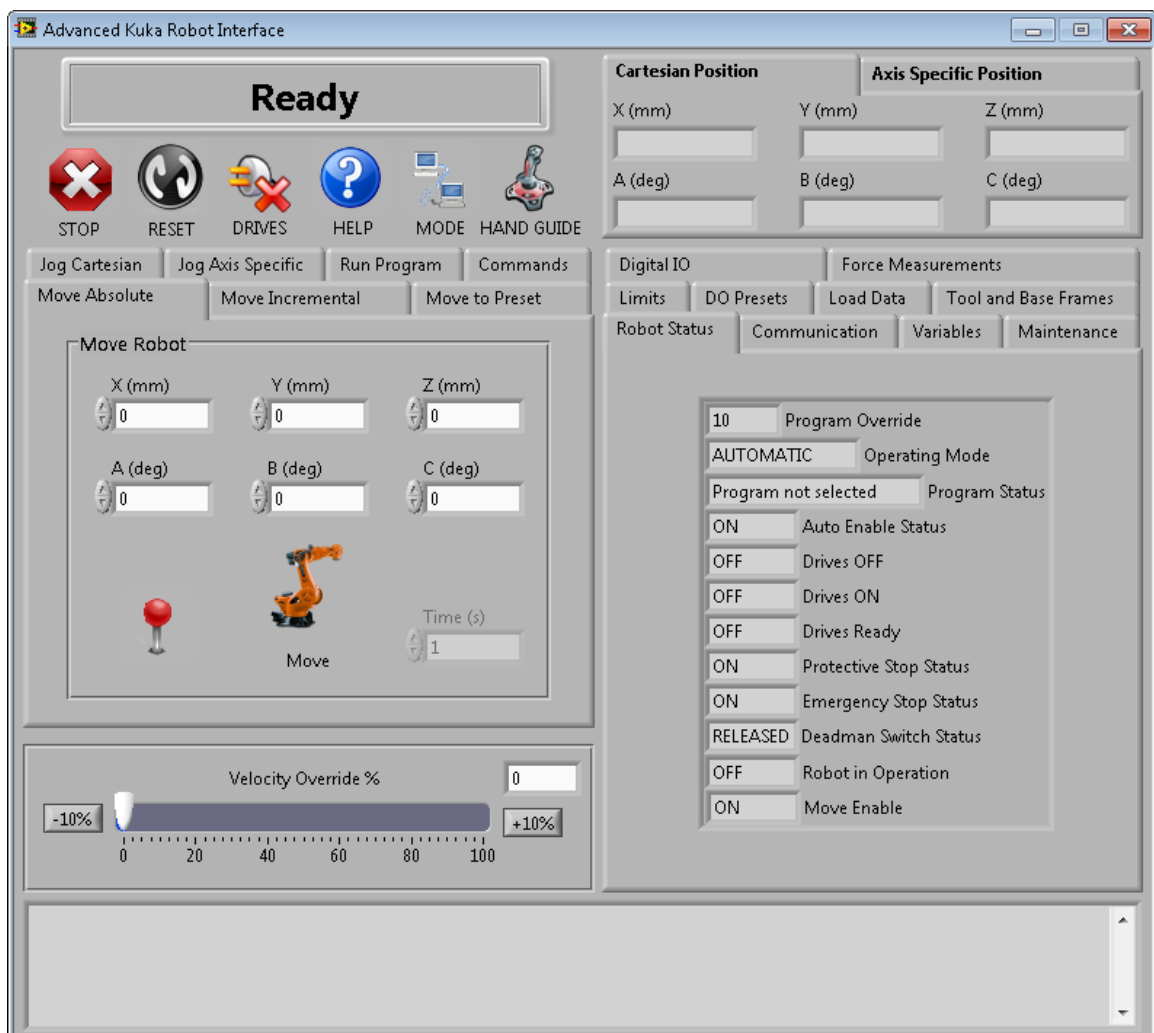 Advanced Kuka Robot Interface
Ready
STOP RESET DRIVES HELP MODE HAND GUIDE
Cartesian Position Axis Specific Position
X (mm) Y (mm) Z (mm)
A (deg) B (deg) C (deg)
Jog Cartesian Jog Axis Specific Run Program Commands
Move Absolute Move Incremental Move to Preset
Move Robot
X (mm) Y (mm) Z (mm)
0 0 0
A (deg) B (deg) C (deg)
0 0 0
Time (s)
1
Move
Velocity Override % 0
-10% +10%
0 20 40 60 80 100
Digital IO Force Measurements
Limits DO Presets Load Data Tool and Base Frames
Robot Status Communication Variables Maintenance
10 Program Override
AUTOMATIC Operating Mode
Program not selected Program Status
ON Auto Enable Status
OFF Drives OFF
OFF Drives ON
OFF Drives Ready
ON Protective Stop Status
ON Emergency Stop Status
RELEASED Deadman Switch Status
OFF Robot in Operation
ON Move Enable